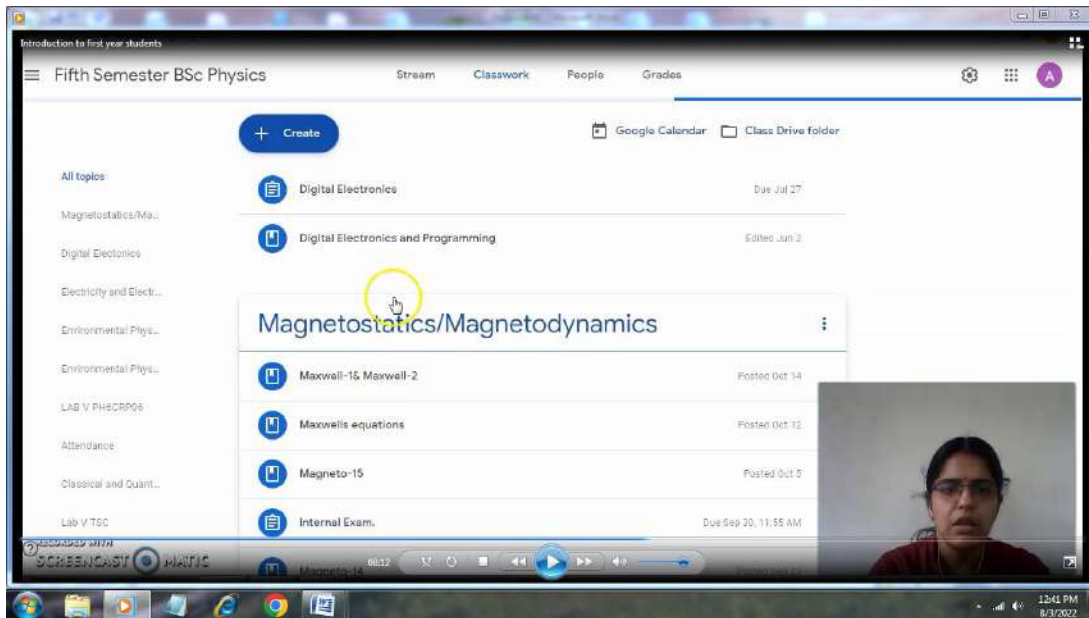 Introduction to first year students
Fifth Semester BSc Physics
Stream
Classwork
People
Grades
A
+ Create
Google Calendar
Class Drive folder
All topics
Magnetostatics/Ma...
Digital Electonics
Electricity and Electr...
Environmental Phys...
Environmental Phys...
LAB V PH6CRP06
Attendance
Classical and Quant...
Lab V TSC
Digital Electronics
Due Jul 27
Digital Electronics and Programming
Edited Jun 2
Magnetostatics/Magnetodynamics
Maxwell-1& Maxwell-2
Posted Oct 14
Maxwells equations
Posted Oct 12
Magneto-15
Posted Oct 5
Internal Exam.
Due Sep 20, 11:55 AM
Magneto-14
RECORDED WITH
SCREENCAST MATIC
00:12
12:41 PM
8/3/2022